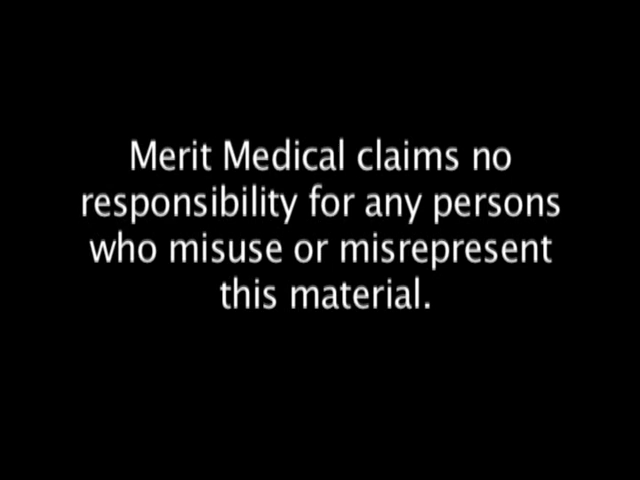 Merit Medical claims no
responsibility for any persons
who misuse or misrepresent
this material.